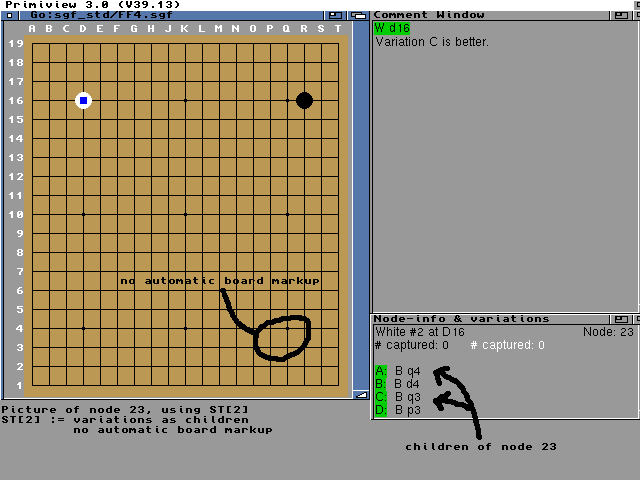 Primiview 3.0 (V39.13)
Go:sgf_std/FF4.sgf
Comment Window
A B C D E F G H J K L M N O P Q R S T
W d16
Variation C is better.
19
18
17
16
15
14
13
12
11
10
9
8
7
no automatic board markup
6
5
4
3
2
1
Node-info & variations
White #2 at D16 Node: 23
# captured: 0 # captured: 0
A: B q4
B: B d4
C: B q3
D: B p3
Picture of node 23, using ST[2]
ST[2] := variations as children
no automatic board markup
children of node 23